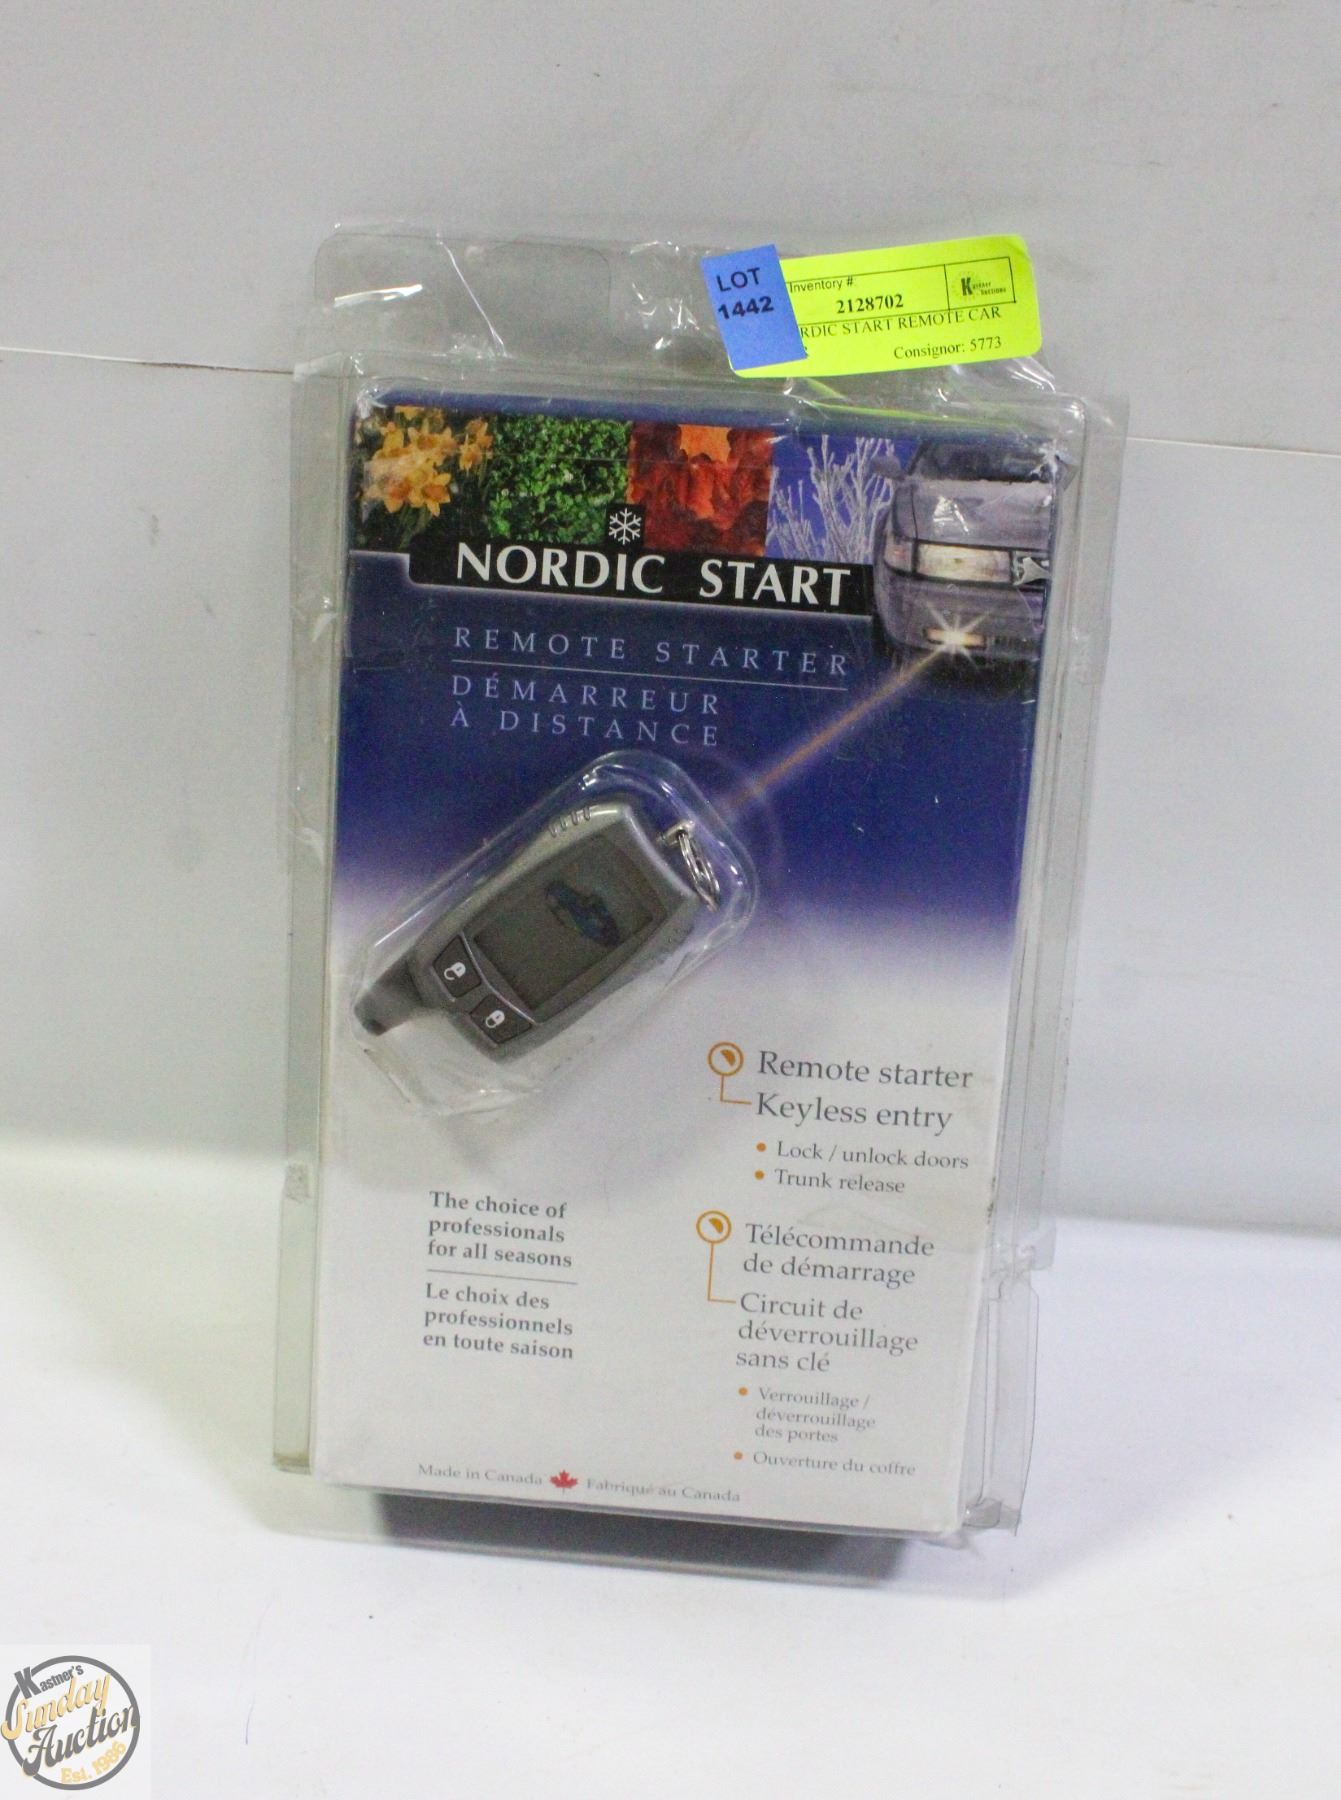 LOT
1442
Inventory #:
2128702
Kastner
Auctions
RDIC START REMOTE CAR
Consignor: 5773
NORDIC START
REMOTE STARTER
DÉMARREUR
À DISTANCE
Remote starter
Keyless entry
• Lock / unlock doors
• Trunk release
The choice of
professionals
for all seasons
Le choix des
professionnels
en toute saison
Télécommande
de démarrage
Circuit de
déverrouillage
sans clé
• Verrouillage /
déverrouillage
des portes
• Ouverture du coffre
Made in Canada Fabriqué au Canada
Kastner's
Sunday
Auction
Est. 1986